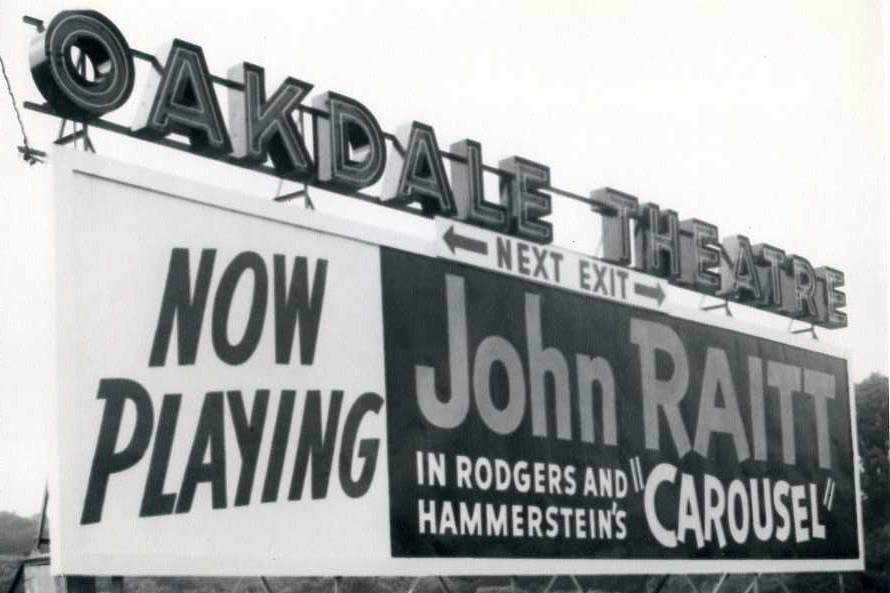 OAKDALE THEATRE
← NEXT EXIT →
NOW
PLAYING
John RAITT
IN RODGERS AND
HAMMERSTEIN'S
"CAROUSEL"